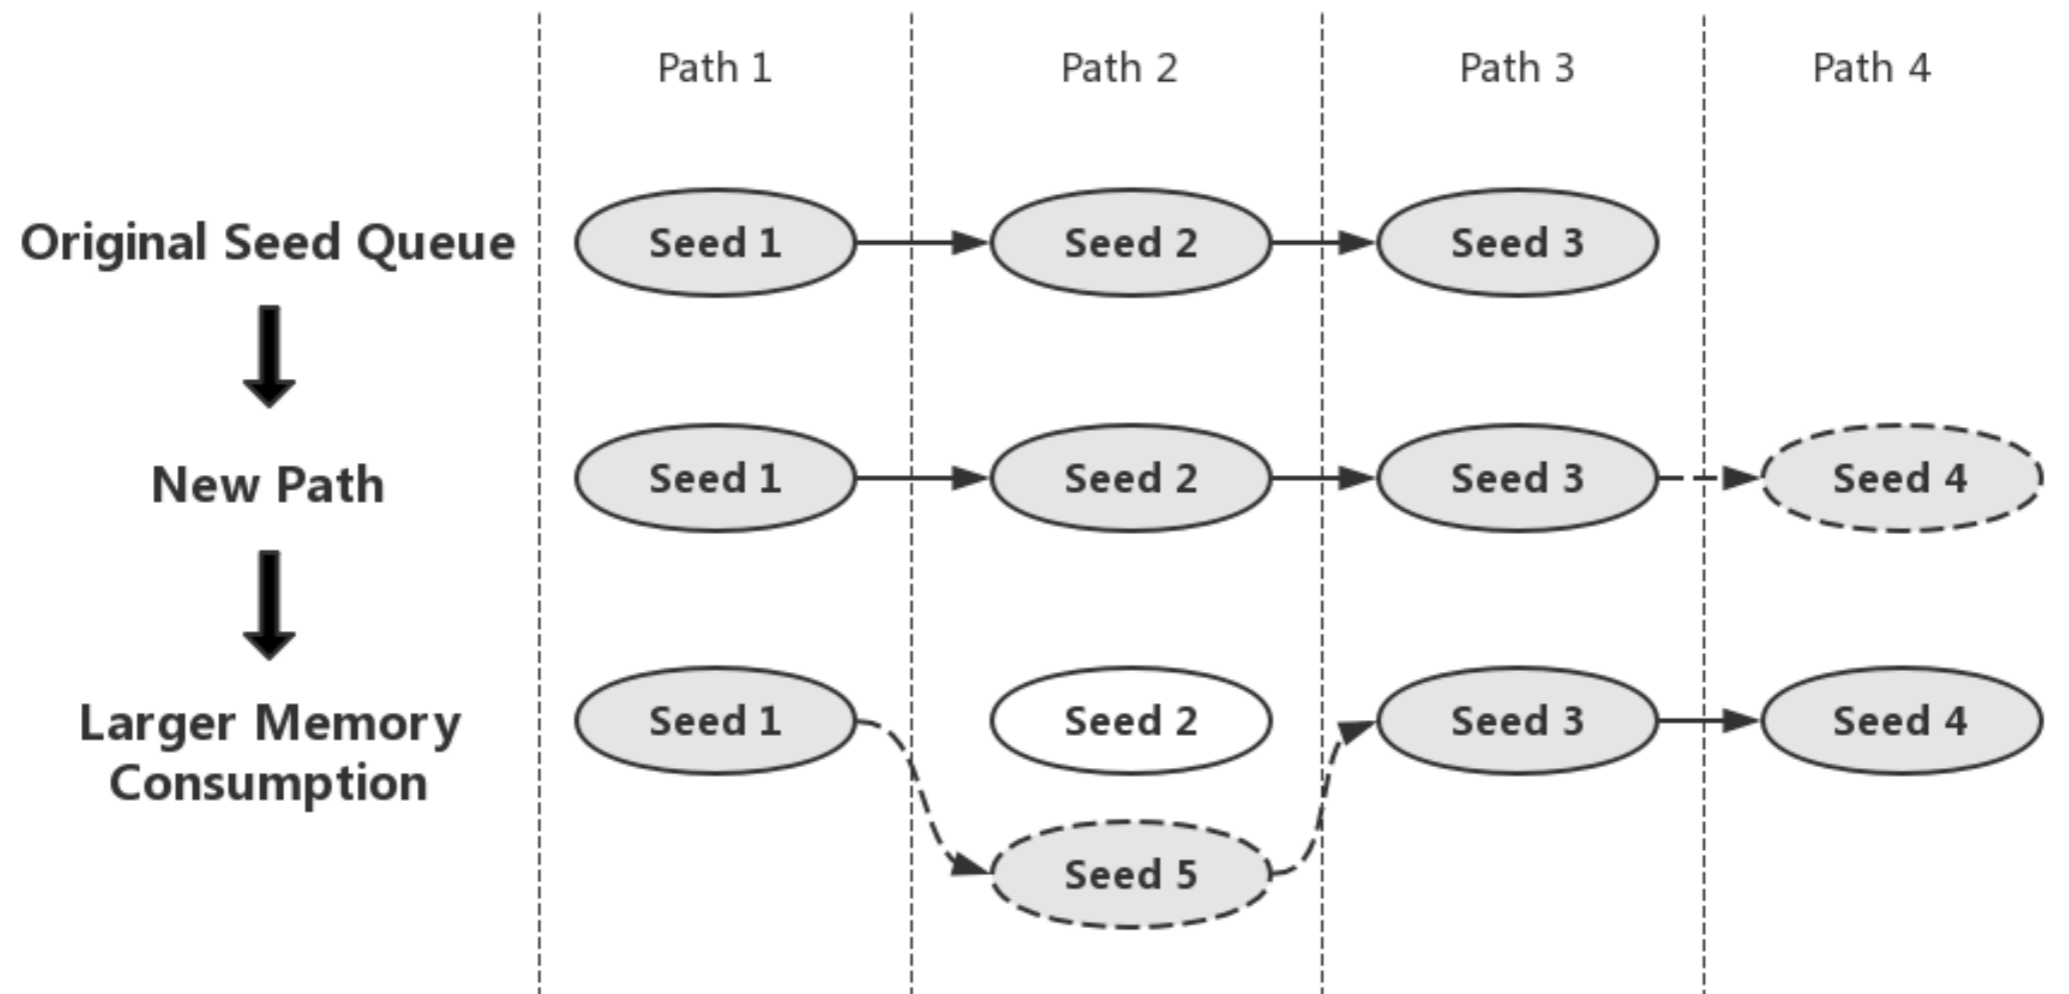 Path 1
Path 2
Path 3
Path 4
Original Seed Queue
Seed 1
Seed 2
Seed 3
New Path
Seed 1
Seed 2
Seed 3
Seed 4
Larger Memory
Consumption
Seed 1
Seed 2
Seed 3
Seed 4
Seed 5